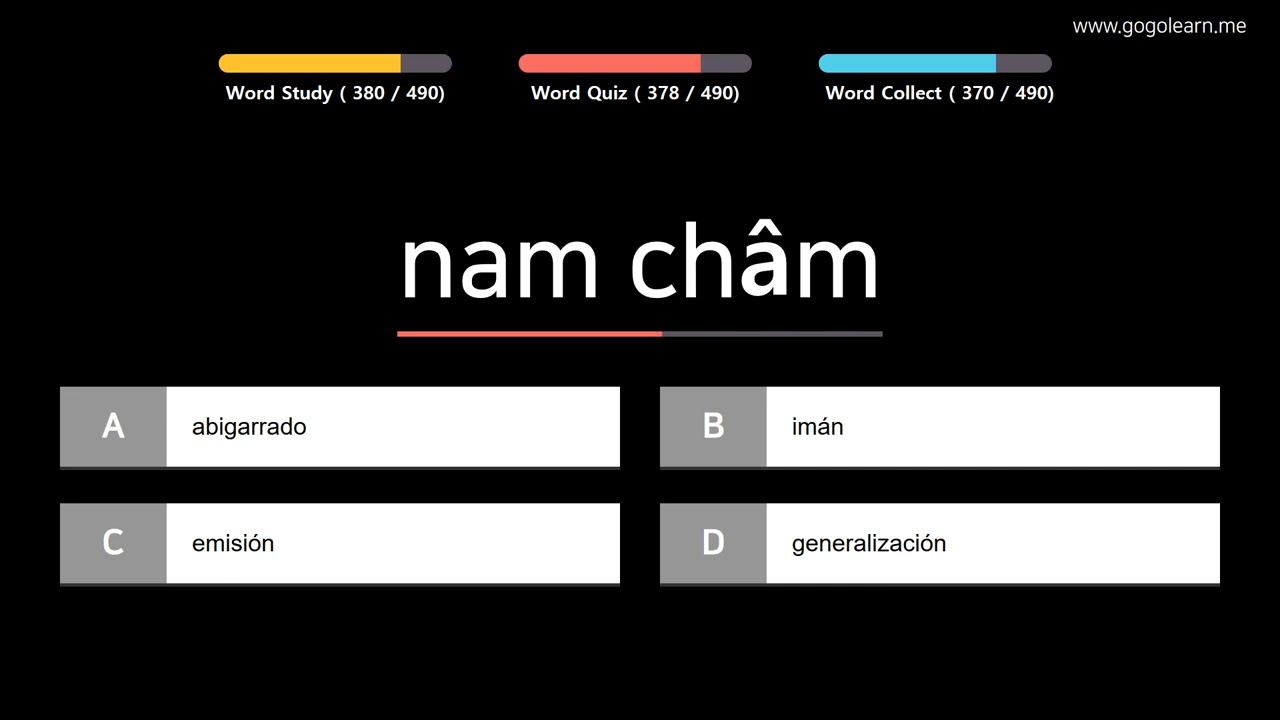 www.gogolearn.me
Word Study ( 380 / 490)
Word Quiz ( 378 / 490)
Word Collect ( 370 / 490)
nam châm
A
abigarrado
B
imán
C
emisión
D
generalización